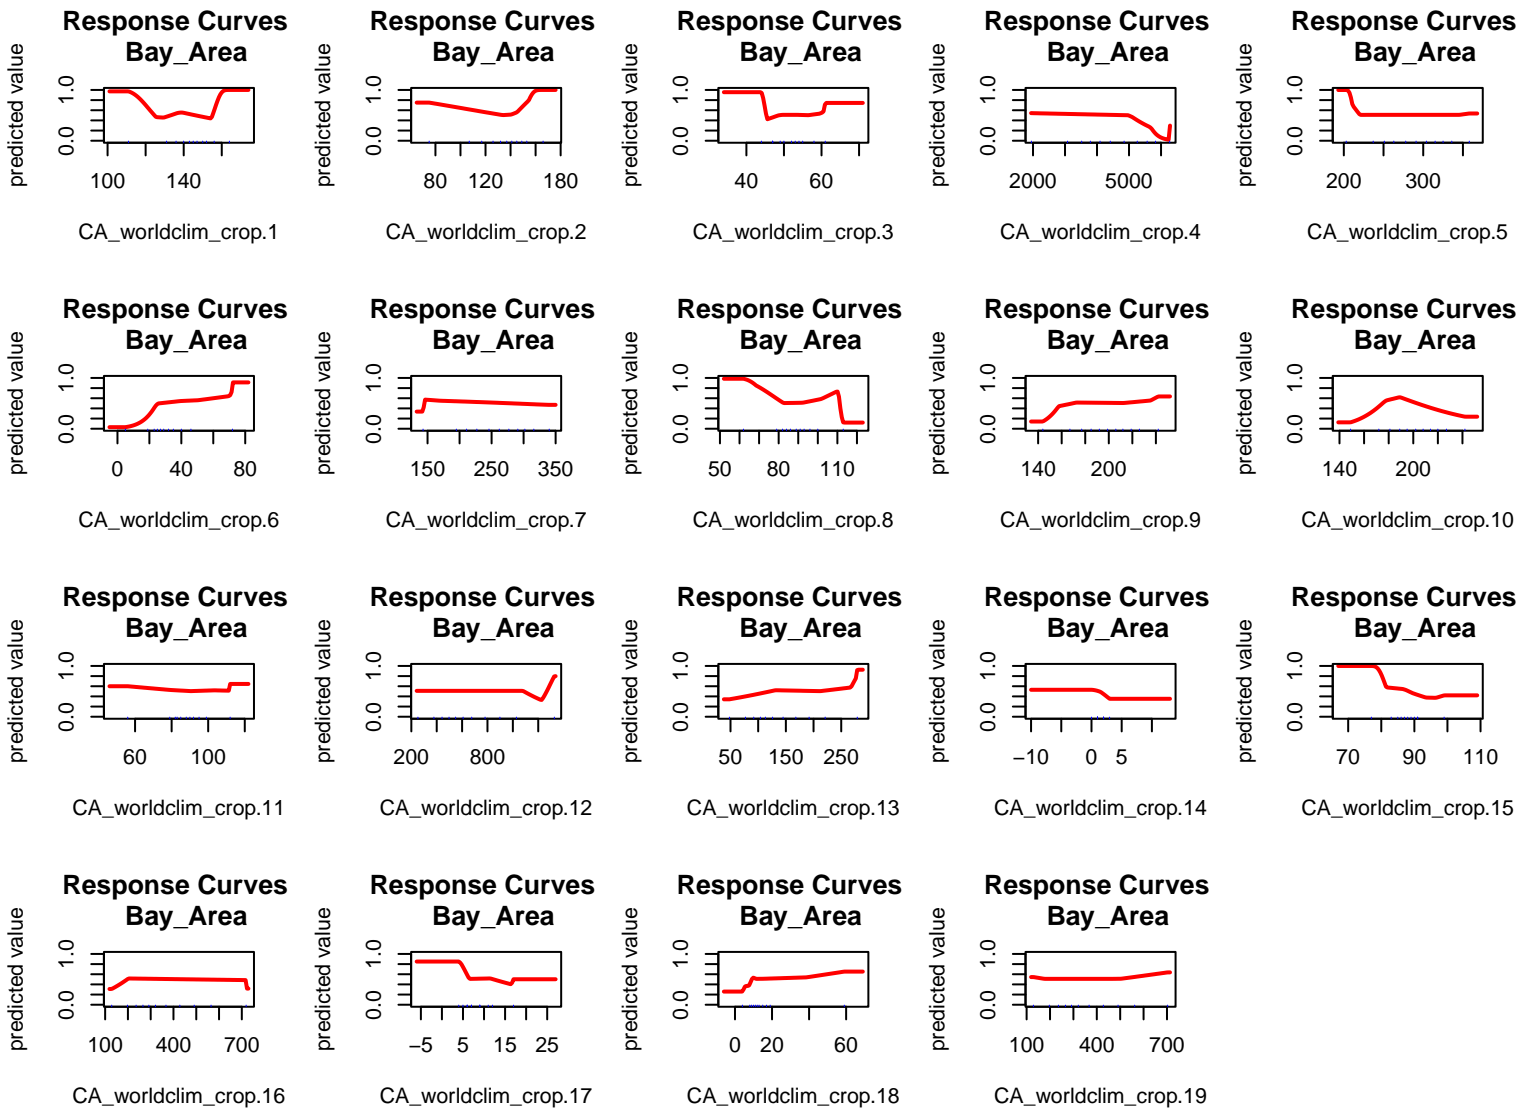 Response Curves
Bay_Area
predicted value
0.0 1.0
100 140
CA_worldclim_crop.1
Response Curves
Bay_Area
predicted value
0.0 1.0
80 120 180
CA_worldclim_crop.2
Response Curves
Bay_Area
predicted value
0.0 1.0
40 60
CA_worldclim_crop.3
Response Curves
Bay_Area
predicted value
0.0 1.0
2000 5000
CA_worldclim_crop.4
Response Curves
Bay_Area
predicted value
0.0 1.0
200 300
CA_worldclim_crop.5
Response Curves
Bay_Area
predicted value
0.0 1.0
0 40 80
CA_worldclim_crop.6
Response Curves
Bay_Area
predicted value
0.0 1.0
150 250 350
CA_worldclim_crop.7
Response Curves
Bay_Area
predicted value
0.0 1.0
50 80 110
CA_worldclim_crop.8
Response Curves
Bay_Area
predicted value
0.0 1.0
140 200
CA_worldclim_crop.9
Response Curves
Bay_Area
predicted value
0.0 1.0
140 200
CA_worldclim_crop.10
Response Curves
Bay_Area
predicted value
0.0 1.0
60 100
CA_worldclim_crop.11
Response Curves
Bay_Area
predicted value
0.0 1.0
200 800
CA_worldclim_crop.12
Response Curves
Bay_Area
predicted value
0.0 1.0
50 150 250
CA_worldclim_crop.13
Response Curves
Bay_Area
predicted value
0.0 1.0
−10 0 5
CA_worldclim_crop.14
Response Curves
Bay_Area
predicted value
0.0 1.0
70 90 110
CA_worldclim_crop.15
Response Curves
Bay_Area
predicted value
0.0 1.0
100 400 700
CA_worldclim_crop.16
Response Curves
Bay_Area
predicted value
0.0 1.0
−5 5 15 25
CA_worldclim_crop.17
Response Curves
Bay_Area
predicted value
0.0 1.0
0 20 60
CA_worldclim_crop.18
Response Curves
Bay_Area
predicted value
0.0 1.0
100 400 700
CA_worldclim_crop.19